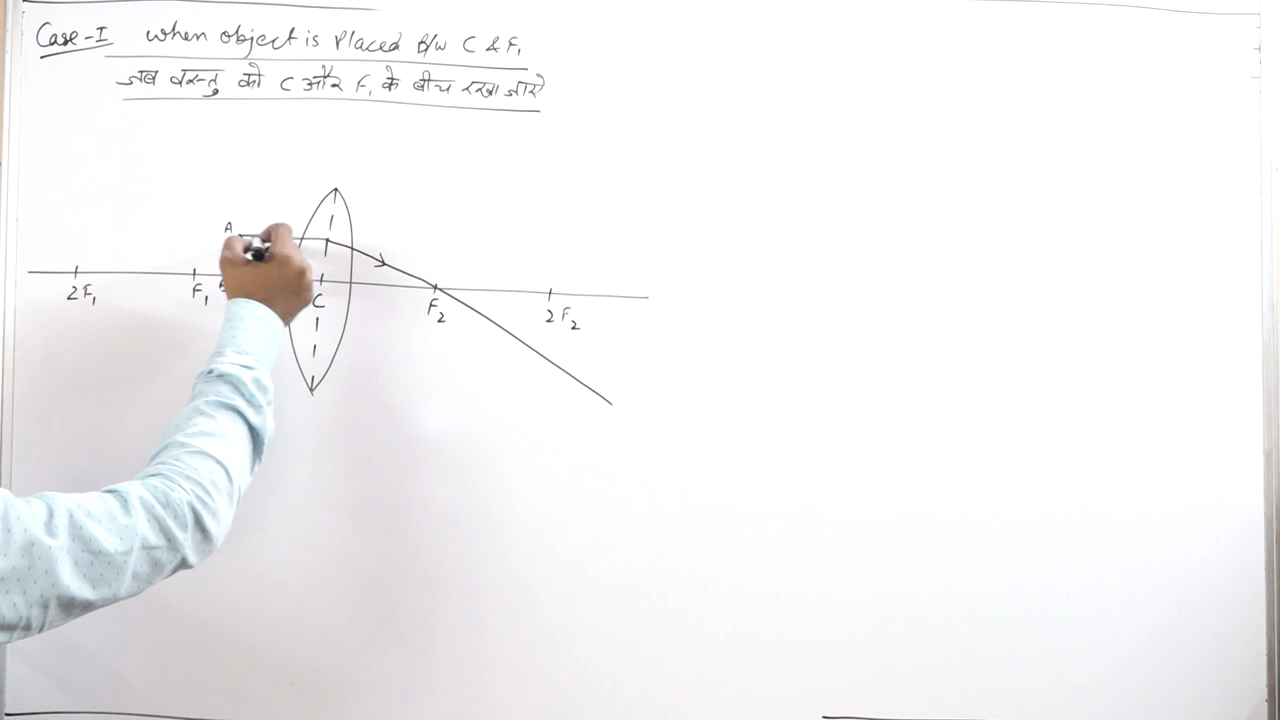 Case-I when object is Placed B/w C & F₁
जब वस्तु को C और F₁ के बीच रखा जाये
A
2F₁ F₁ B C F₂ 2F₂